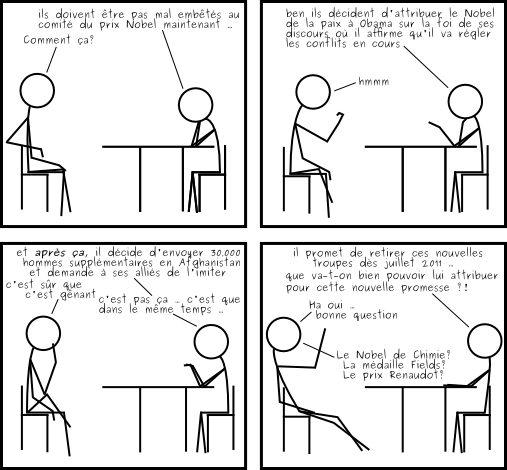 ils doivent être pas mal embêtés au
comité du prix Nobel maintenant ..
Comment ça?
ben ils décident d'attribuer le Nobel
de la paix à Obama sur la foi de ses
discours où il affirme qu'il va régler
les conflits en cours
hmmm
et après ça, il décide d'envoyer 30.000
hommes supplémentaires en Afghanistan
et demande à ses alliés de l'imiter
c'est sûr que
c'est gênant
c'est pas ça .. c'est que
dans le même temps ..
il promet de retirer ces nouvelles
troupes dès juillet 2011 ..
que va-t-on bien pouvoir lui attribuer
pour cette nouvelle promesse ?!
Ha oui ..
bonne question
Le Nobel de Chimie?
La médaille Fields?
Le prix Renaudot?